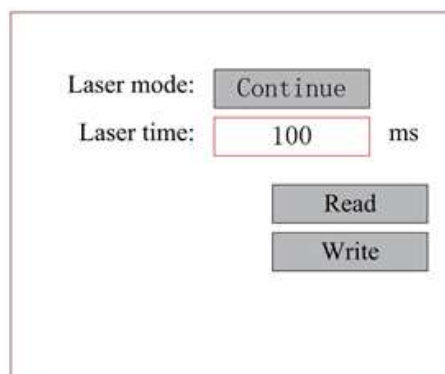 Laser mode: Continue
Laser time: 100 ms
Read
Write